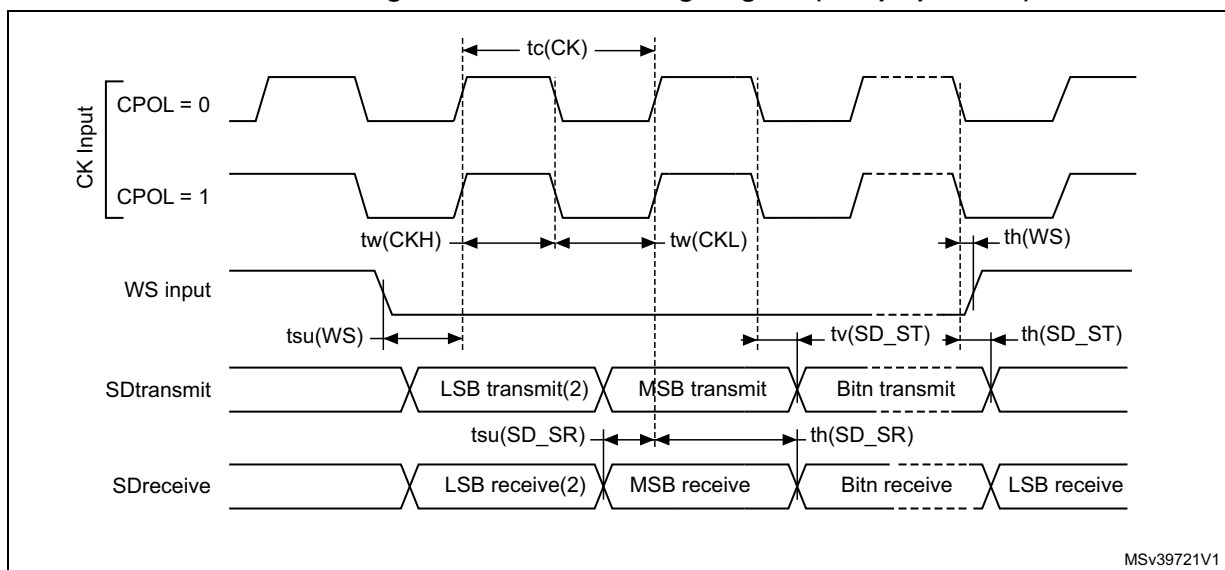 tc(CK)
CK Input
CPOL = 0
CPOL = 1
tw(CKH)
tw(CKL)
th(WS)
WS input
tsu(WS)
tv(SD_ST)
th(SD_ST)
SDtransmit
LSB transmit(2)
MSB transmit
Bitn transmit
tsu(SD_SR)
th(SD_SR)
SDreceive
LSB receive(2)
MSB receive
Bitn receive
LSB receive
MSv39721V1